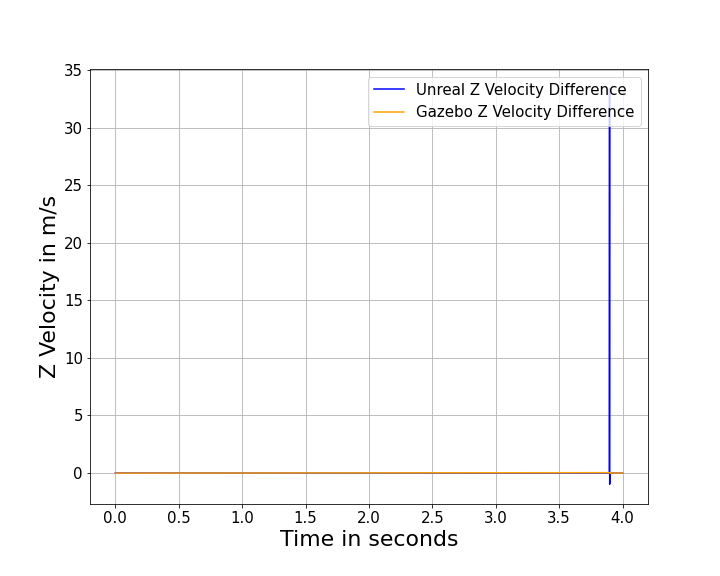 Unreal Z Velocity Difference
Gazebo Z Velocity Difference
Z Velocity in m/s
35
30
25
20
15
10
5
0
0.0 0.5 1.0 1.5 2.0 2.5 3.0 3.5 4.0
Time in seconds